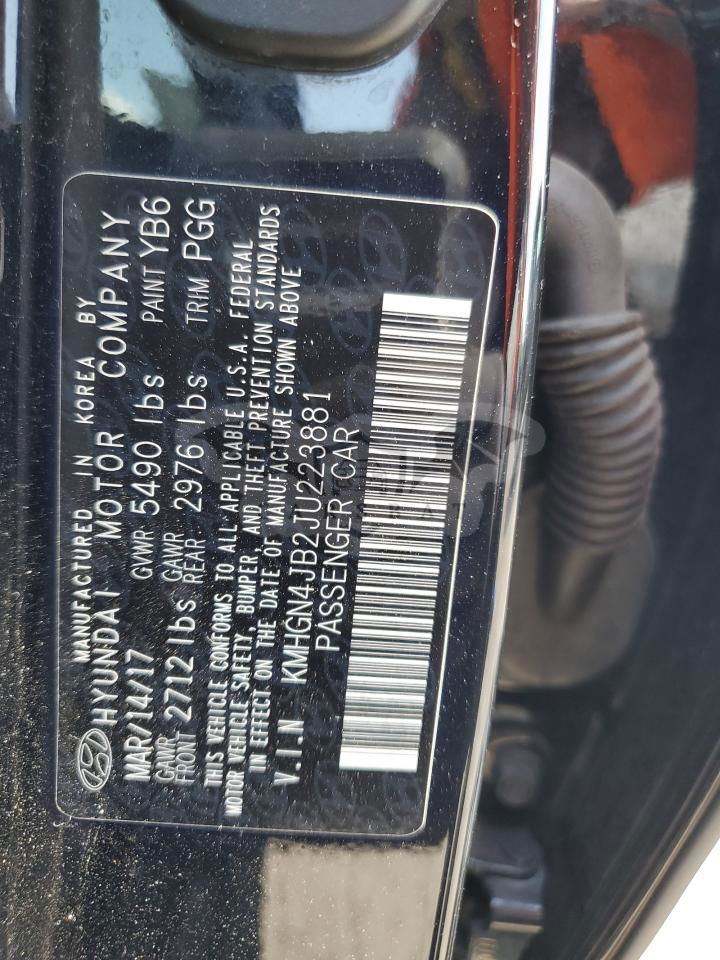 MANUFACTURED IN KOREA BY
HYUNDAI MOTOR COMPANY
MAR/14/17 GVWR 5490 lbs PAINT YB6
GAWR FRONT 2712 lbs GAWR REAR 2976 lbs TRIM PGG
THIS VEHICLE CONFORMS TO ALL APPLICABLE U.S.A. FEDERAL
MOTOR VEHICLE SAFETY, BUMPER, AND THEFT PREVENTION STANDARDS
IN EFFECT ON THE DATE OF MANUFACTURE SHOWN ABOVE
V.I.N KMHGN4JB2JU223881
PASSENGER CAR